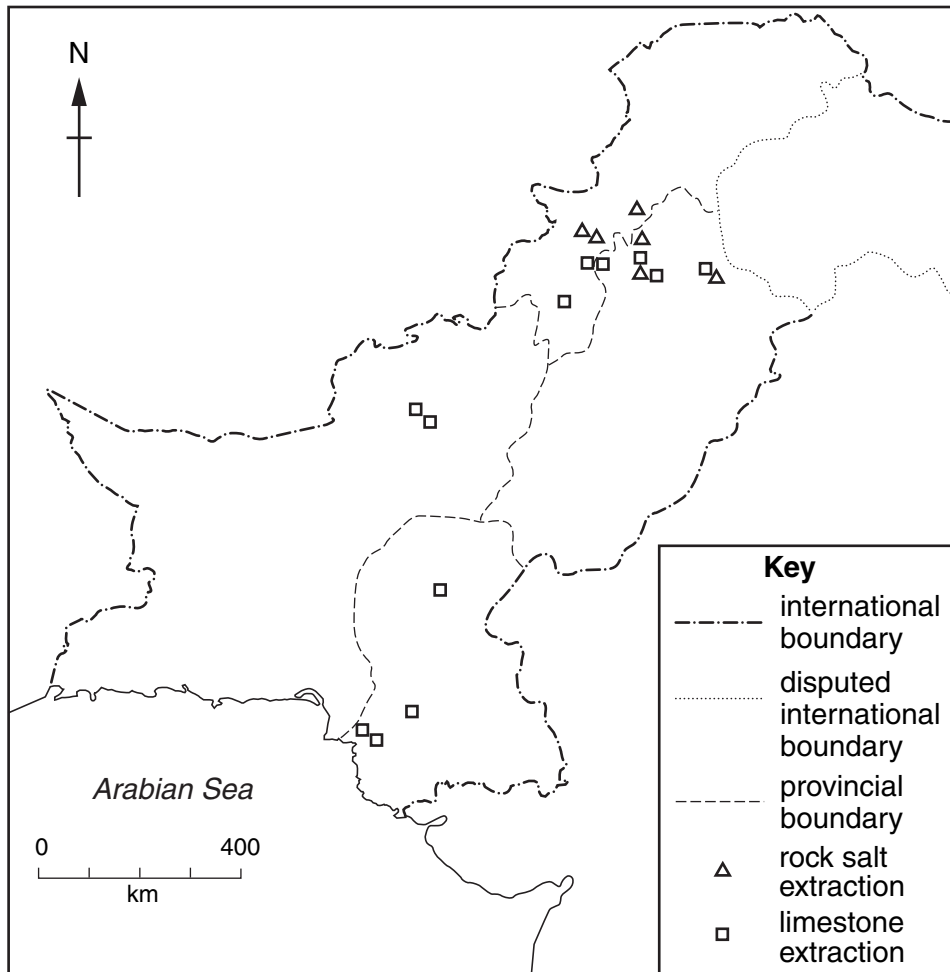 N
Arabian Sea
0 400
km
Key
international
boundary
disputed
international
boundary
provincial
boundary
rock salt
extraction
limestone
extraction